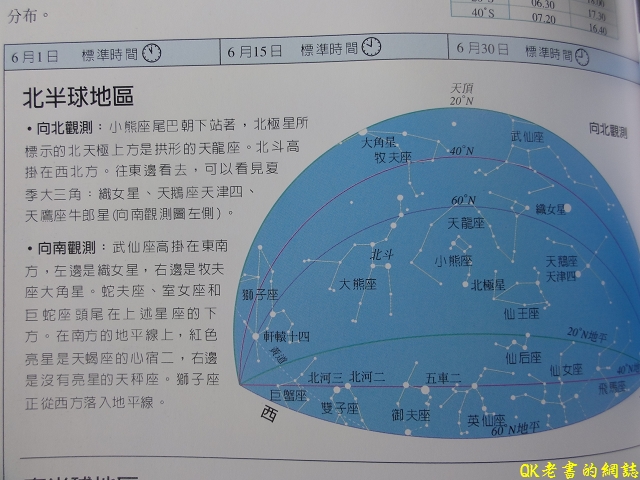 分布。
40°S
06.30
07.20
18.00
17.30
16.40
6月1日 標準時間
6月15日 標準時間
6月30日 標準時間
北半球地區
• 向北觀測：小熊座尾巴朝下站著，北極星所
標示的北天極上方是拱形的天龍座。北斗高
掛在西北方。往東邊看去，可以看見夏
季大三角：織女星、天鵝座天津四、
天鷹座牛郎星(向南觀測圖左側)。
• 向南觀測：武仙座高掛在東南
方，左邊是織女星，右邊是牧夫
座大角星。蛇夫座、室女座和
巨蛇座頭尾在上述星座的下
方。在南方的地平線上，紅色
亮星是天蠍座的心宿二，右邊
是沒有亮星的天秤座。獅子座
正從西方落入地平線。
天頂
20°N
向北觀測
大角星
牧夫座
武仙座
40°N
60°N
織女星
天龍座
北斗
大熊座
小熊座
北極星
天鵝座
天津四
仙王座
獅子座
軒轅十四
黃道
20°N地平
仙后座
仙女座
40°N
飛馬座
北河三
北河二
五車二
巨蟹座
雙子座
御夫座
英仙座
60°N地平
西
QK老書的網誌